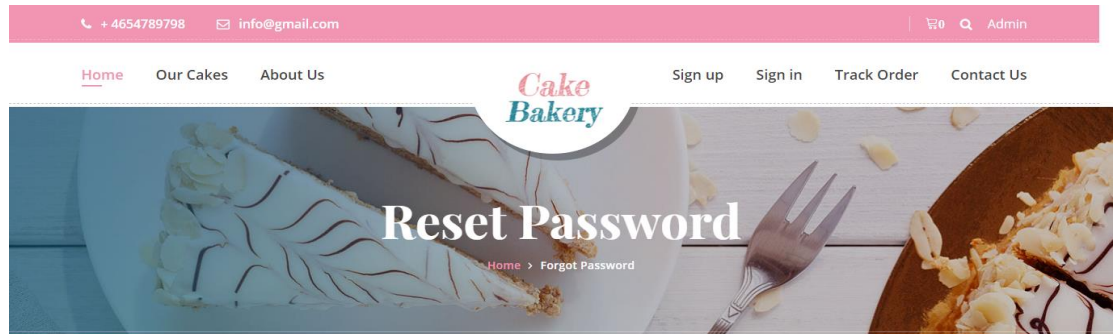 + 4654789798 info@gmail.com 0 Admin
Home Our Cakes About Us Cake Bakery Sign up Sign in Track Order Contact Us
Reset Password
Home > Forgot Password